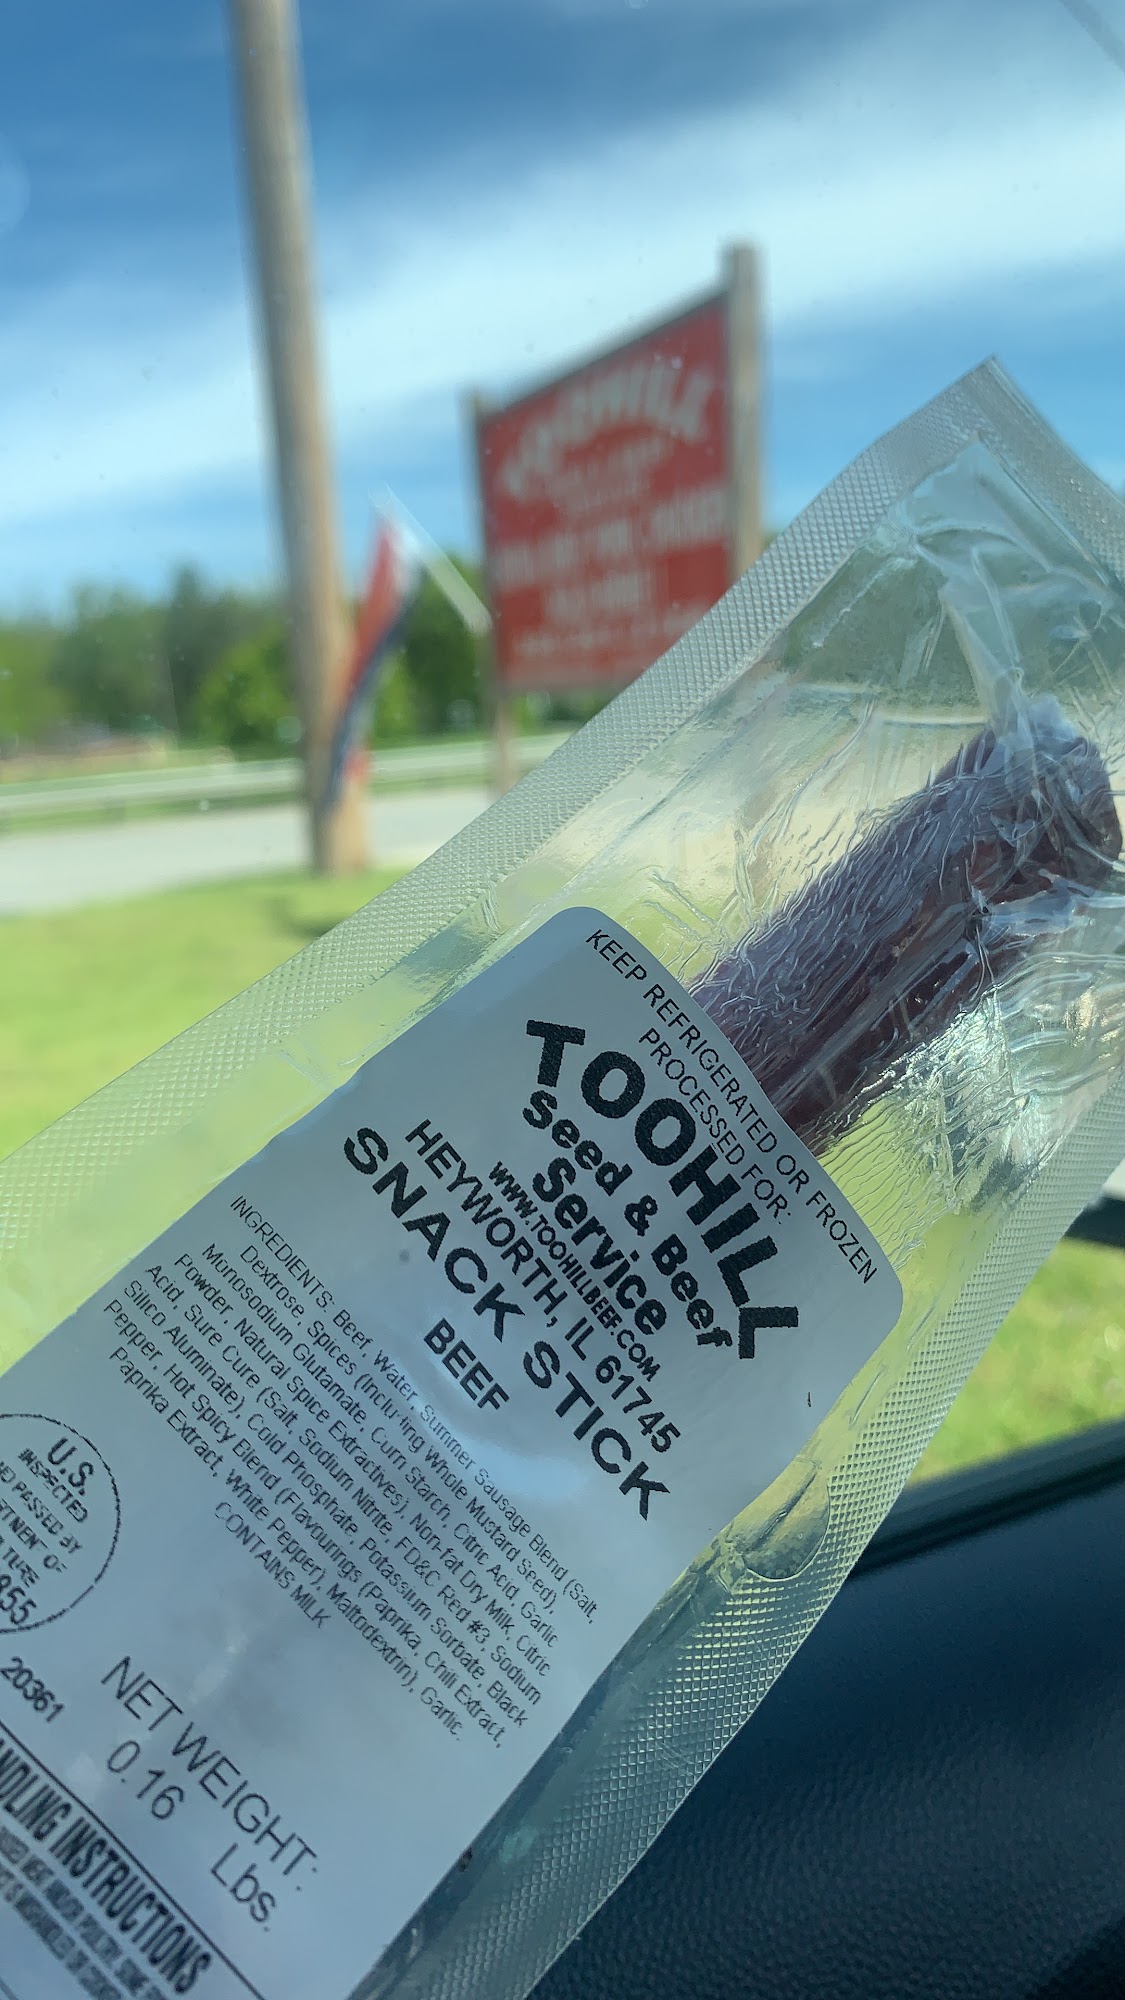 KEEP REFRIGERATED OR FROZEN
PROCESSED FOR:
TOOHILL
Seed & Beef
Service
WWW.TOOHILLBEEF.COM
HEYWORTH, IL 61745
SNACK STICK
BEEF
INGREDIENTS: Beef, Water, Summer Sausage Blend (Salt,
Dextrose, Spices (Including Whole Mustard Seed),
Monosodium Glutamate, Corn Starch, Citric Acid, Garlic
Powder, Natural Spice Extractives), Non-fat Dry Milk, Citric
Acid, Sure Cure (Salt, Sodium Nitrite, FD&C Red #3, Sodium
Silico Aluminate), Cold Phosphate, Potassium Sorbate, Black
Pepper, Hot Spicy Blend (Flavourings (Paprika, Chili Extract,
Paprika Extract, White Pepper), Maltodextrin), Garlic.
CONTAINS MILK
U.S.
INSPECTED
PASSED BY
OF
855
20361
NET WEIGHT:
0.16 Lbs.
NDLING INSTRUCTIONS